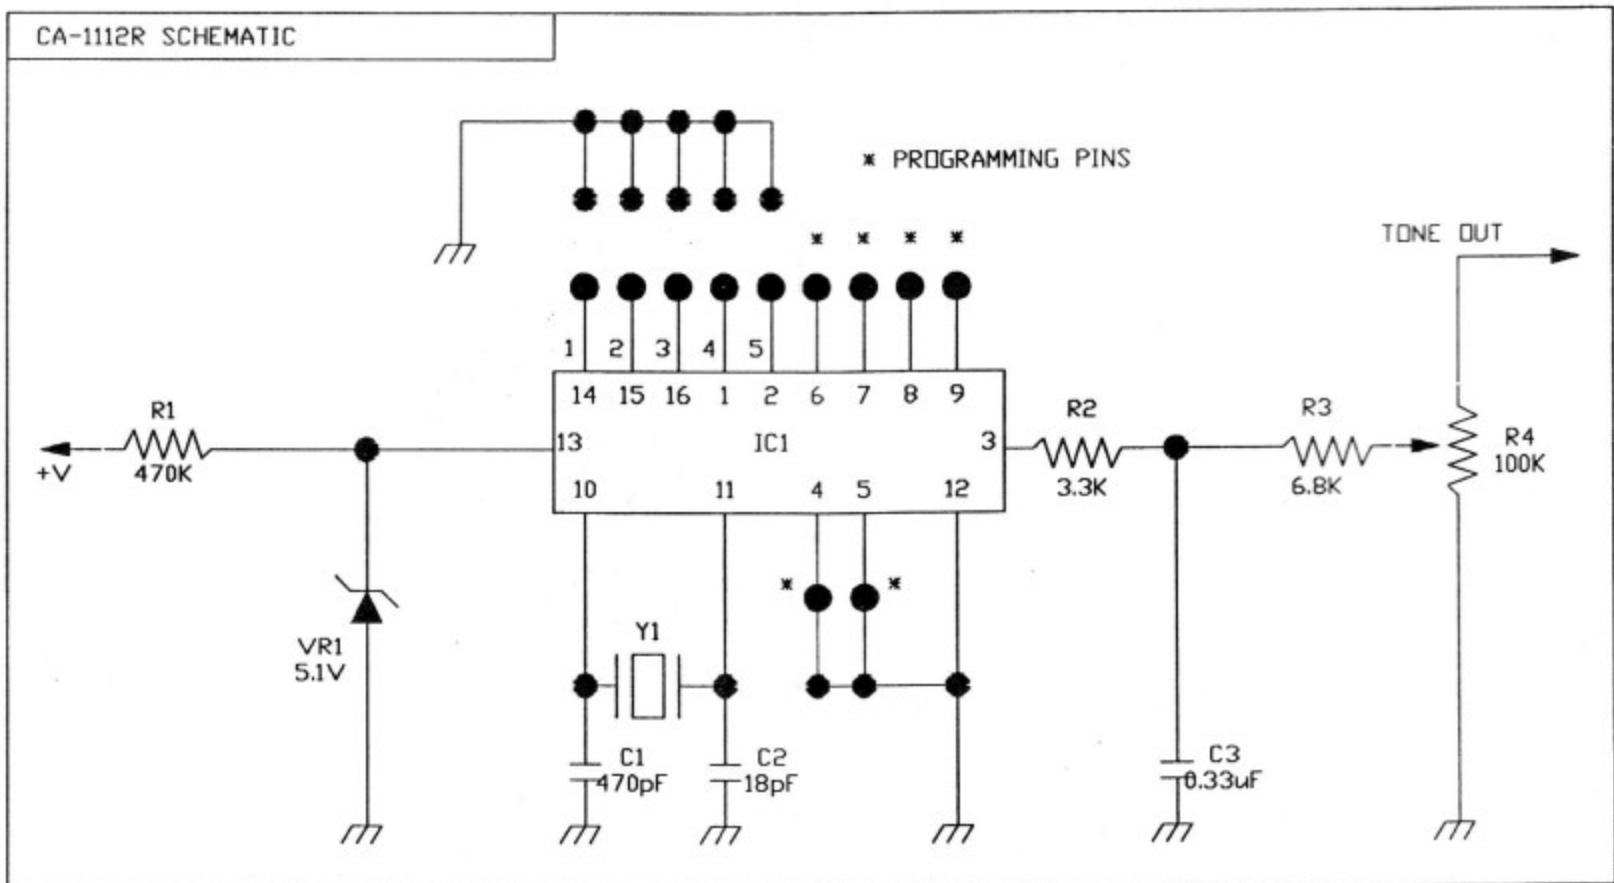 CA-1112R SCHEMATIC
* PROGRAMMING PINS
* * * *
TONE OUT
1 2 3 4 5
14 15 16 1 2 6 7 8 9
R1
470K
+V
13
IC1
3
R2
3.3K
R3
6.8K
R4
100K
10 11 4 5 12
* *
VR1
5.1V
Y1
C1
470pF
C2
18pF
C3
0.33uF